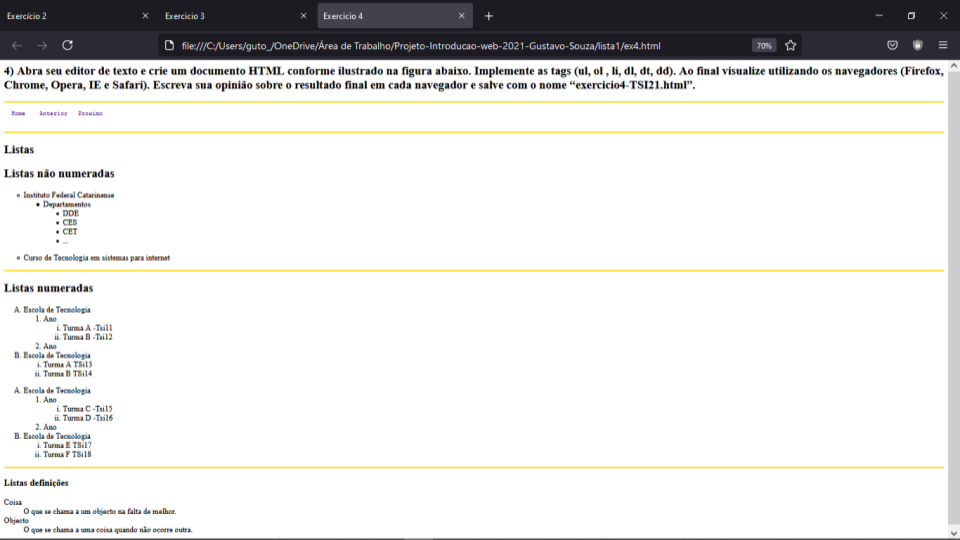 Exercício 2
Exercicio 3
Exercicio 4
file:///C:/Users/guto_/OneDrive/Área de Trabalho/Projeto-Introducao-web-2021-Gustavo-Souza/lista1/ex4.html
70%
4) Abra seu editor de texto e crie um documento HTML conforme ilustrado na figura abaixo. Implemente as tags (ul, ol , li, dl, dt, dd). Ao final visualize utilizando os navegadores (Firefox,
Chrome, Opera, IE e Safari). Escreva sua opinião sobre o resultado final em cada navegador e salve com o nome “exercicio4-TSI21.html”.
Home Anterior Proximo
Listas
Listas não numeradas
Instituto Federal Catarinense
Departamentos
DDE
CES
CET
...
Curso de Tecnologia em sistemas para internet
Listas numeradas
A. Escola de Tecnologia
1. Ano
i. Turma A -Tsi11
ii. Turma B -Tsi12
2. Ano
B. Escola de Tecnologia
i. Turma A TSi13
ii. Turma B TSi14
A. Escola de Tecnologia
1. Ano
i. Turma C -Tsi15
ii. Turma D -Tsi16
2. Ano
B. Escola de Tecnologia
i. Turma E TSi17
ii. Turma F TSi18
Listas definições
Coisa
O que se chama a um objecto na falta de melhor.
Objecto
O que se chama a uma coisa quando não ocorre outra.